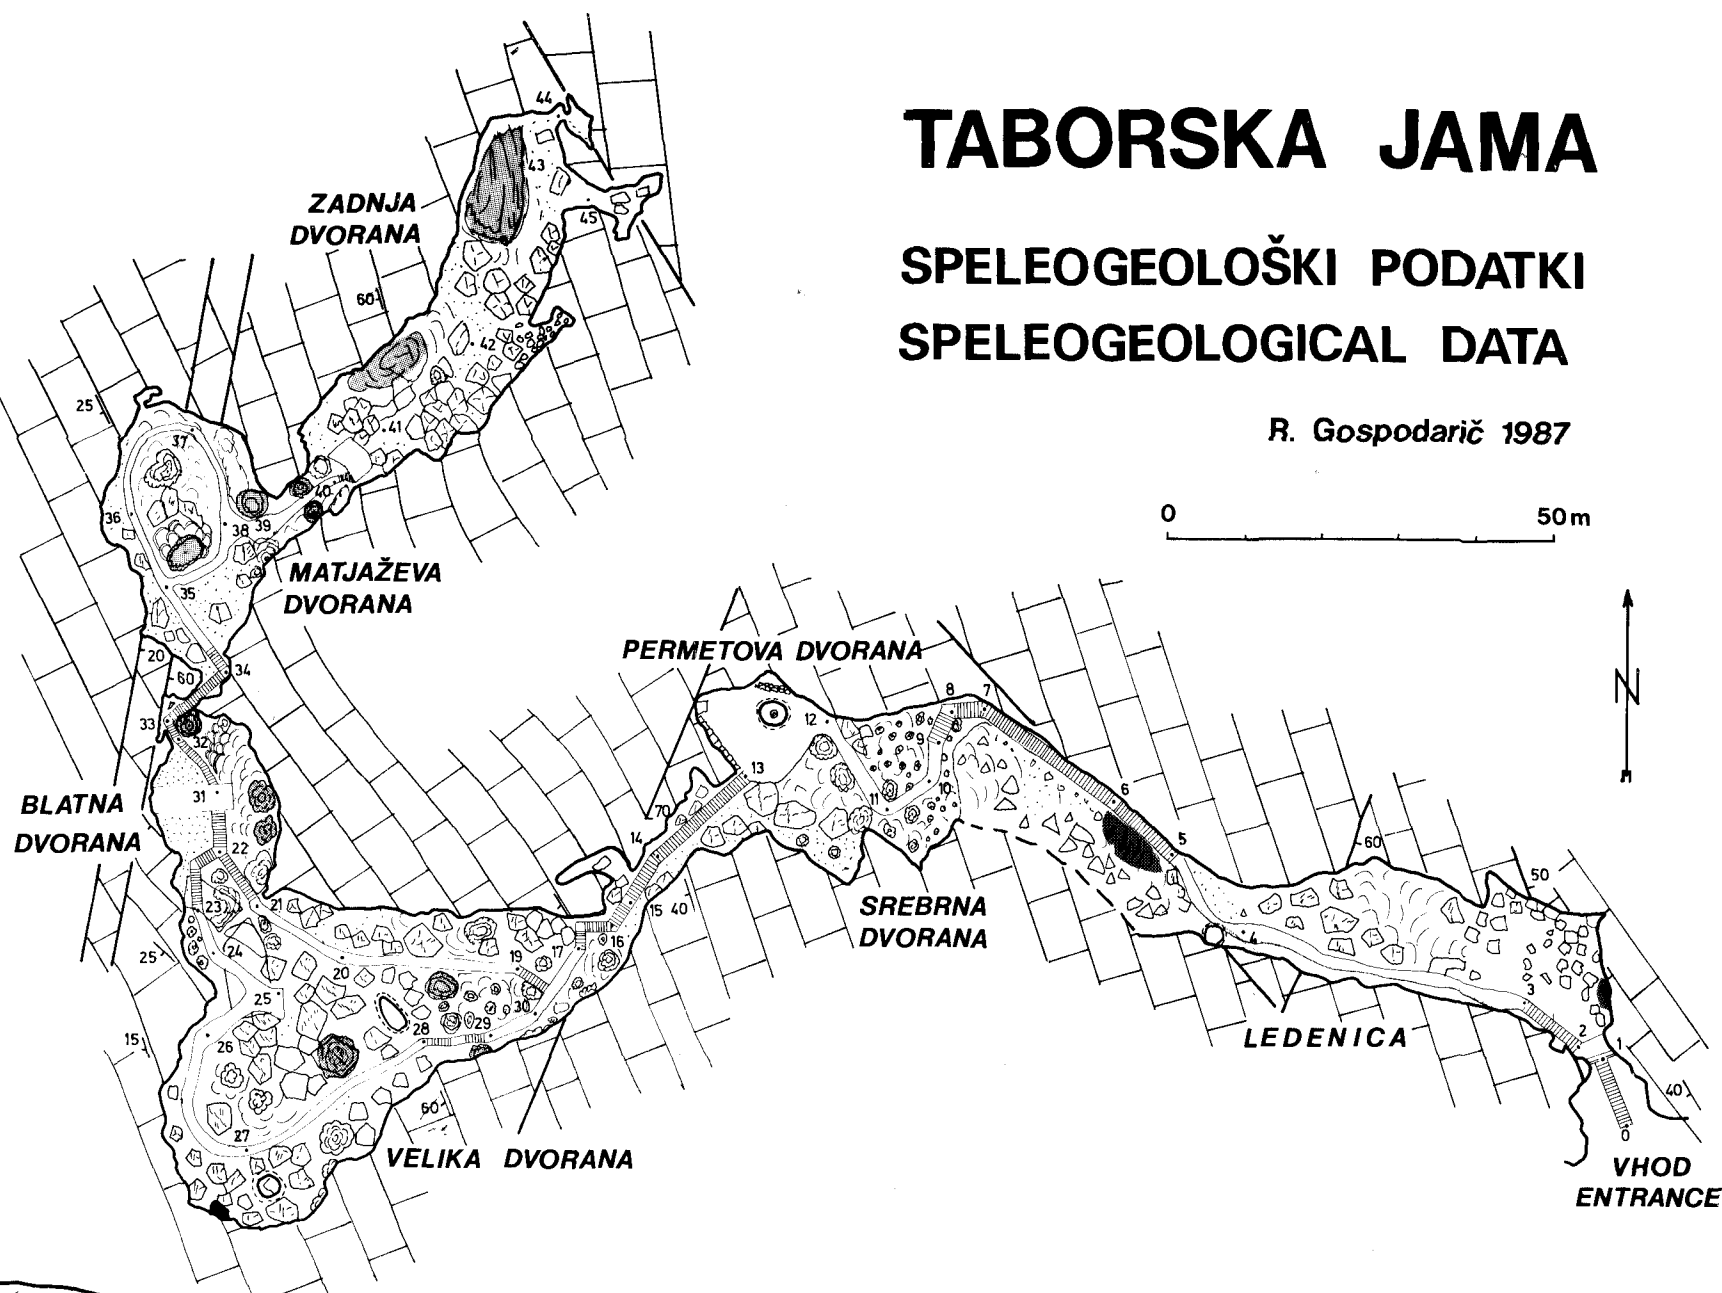 TABORSKA JAMA
SPELEOGEOLOŠKI PODATKI
SPELEOGEOLOGICAL DATA
R. Gospodarič 1987
0 50 m
N
ZADNJA
DVORANA
44
43
45
60
42
41
25
37
40
36
38 39
MATJAŽEVA
DVORANA
35
20
60
34
33
32
31
BLATNA
DVORANA
22
23
21
24
25
25
20
19
17
16
15 40
14
70
13
PERMETOVA DVORANA
12
8 7
9
11
10
6
5
SREBRNA
DVORANA
4
60
50
3
2
1
40
0
LEDENICA
VHOD
ENTRANCE
15
26
28
29
30
27
60
VELIKA DVORANA